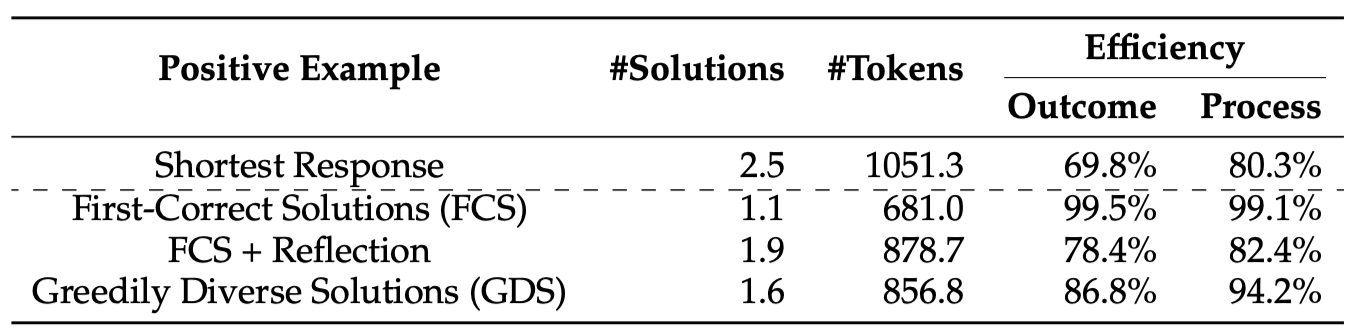 Positive Example #Solutions #Tokens Efficiency
Outcome Process
Shortest Response 2.5 1051.3 69.8% 80.3%
First-Correct Solutions (FCS) 1.1 681.0 99.5% 99.1%
FCS + Reflection 1.9 878.7 78.4% 82.4%
Greedily Diverse Solutions (GDS) 1.6 856.8 86.8% 94.2%